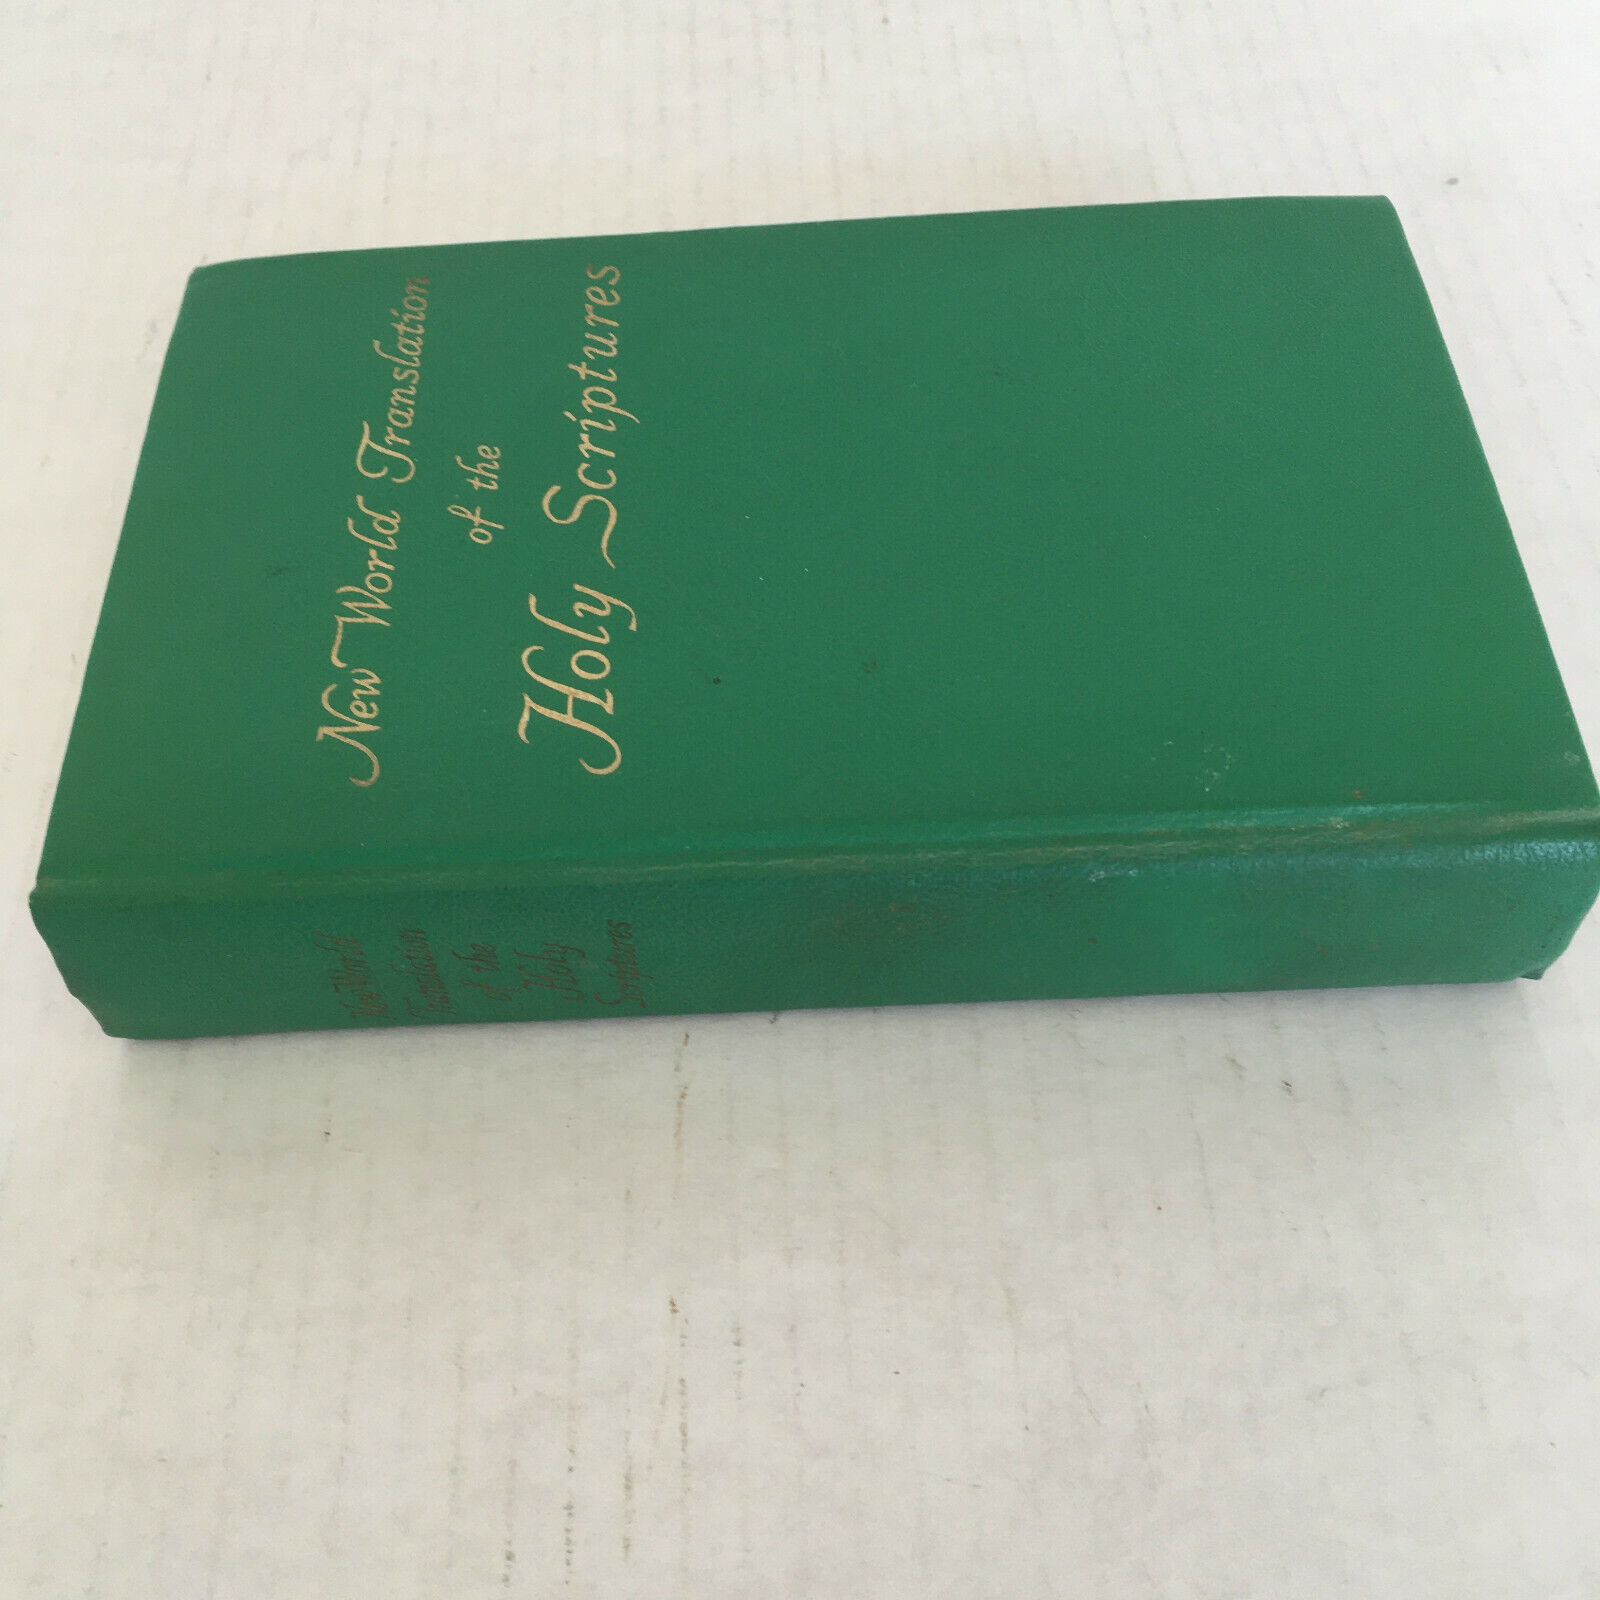 New World Translation
of the
Holy Scriptures
New World
Translation
of the
Holy
Scriptures